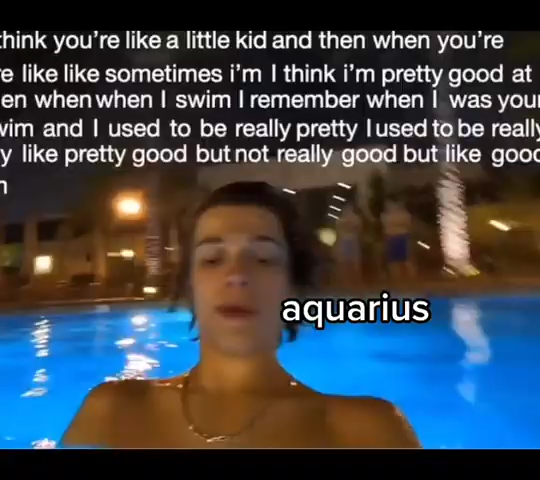 think you're like a little kid and then when you're
e like like sometimes i'm I think i'm pretty good at
en when when I swim I remember when I was your
wim and I used to be really pretty I used to be really
y like pretty good but not really good but like good
n
aquarius